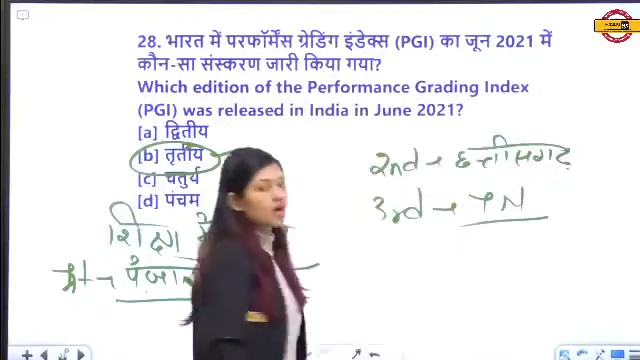 28. भारत में परफॉर्मेंस ग्रेडिंग इंडेक्स (PGI) का जून 2021 में
कौन-सा संस्करण जारी किया गया?
Which edition of the Performance Grading Index
(PGI) was released in India in June 2021?
[a] द्वितीय
[b] तृतीय
[c] चतुर्थ
[d] पंचम
2nd → छत्तीसगढ़
3rd → TN
शिक्षा
पंजाब